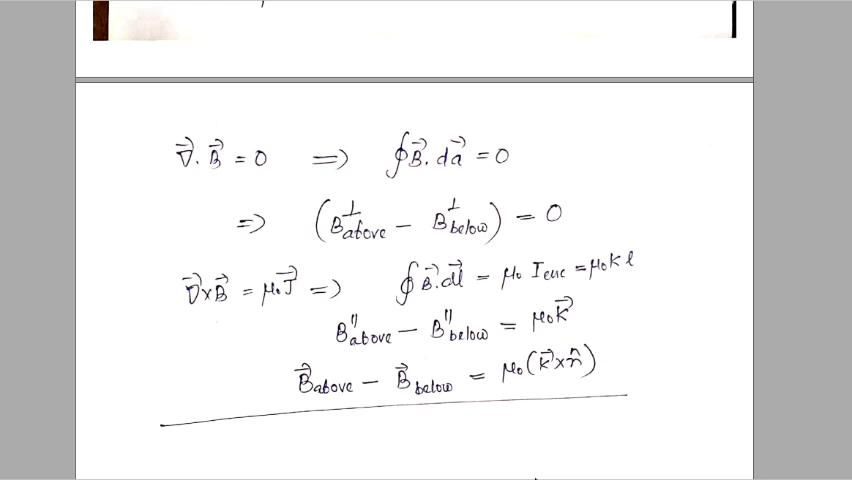 ∇⃗. B⃗ = 0 ⇒ ∮B⃗. da⃗ = 0
⇒ (B⊥above − B⊥below) = 0
∇⃗×B⃗ = μ₀J⃗ ⇒ ∮B⃗.dl⃗ = μ₀ Ienc = μ₀Kℓ
B"above − B"below = μ₀K⃗
B⃗above − B⃗below = μ₀(K⃗×n̂)